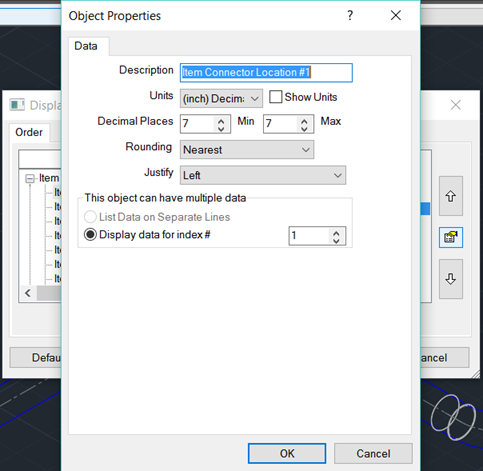 Object Properties
?
Data
Description Item Connector Location #1
Units (inch) Decima Show Units
Decimal Places 7 Min 7 Max
Rounding Nearest
Justify Left
This object can have multiple data
List Data on Separate Lines
Display data for index # 1
OK Cancel
Displa
Order
Item
Ite
Ite
Ite
Ite
Ite
Ite
Ite
Defau
ancel